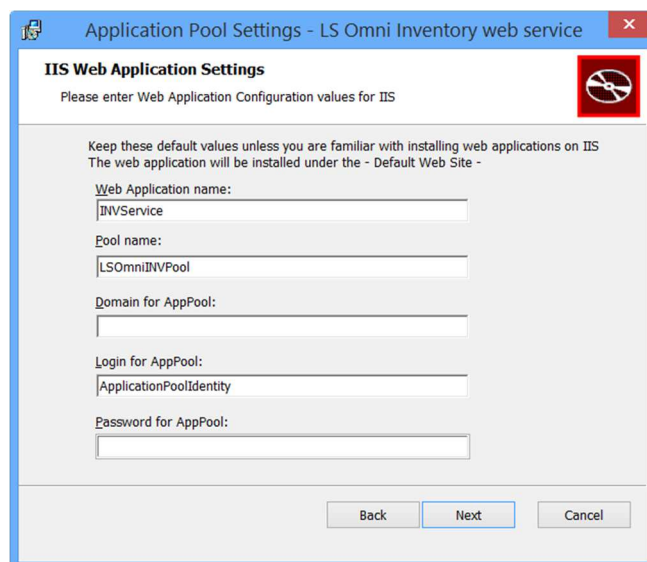 Application Pool Settings - LS Omni Inventory web service
IIS Web Application Settings
Please enter Web Application Configuration values for IIS
Keep these default values unless you are familiar with installing web applications on IIS
The web application will be installed under the - Default Web Site -
Web Application name:
INVService
Pool name:
LSOmniINVPool
Domain for AppPool:
Login for AppPool:
ApplicationPoolIdentity
Password for AppPool:
Back Next Cancel